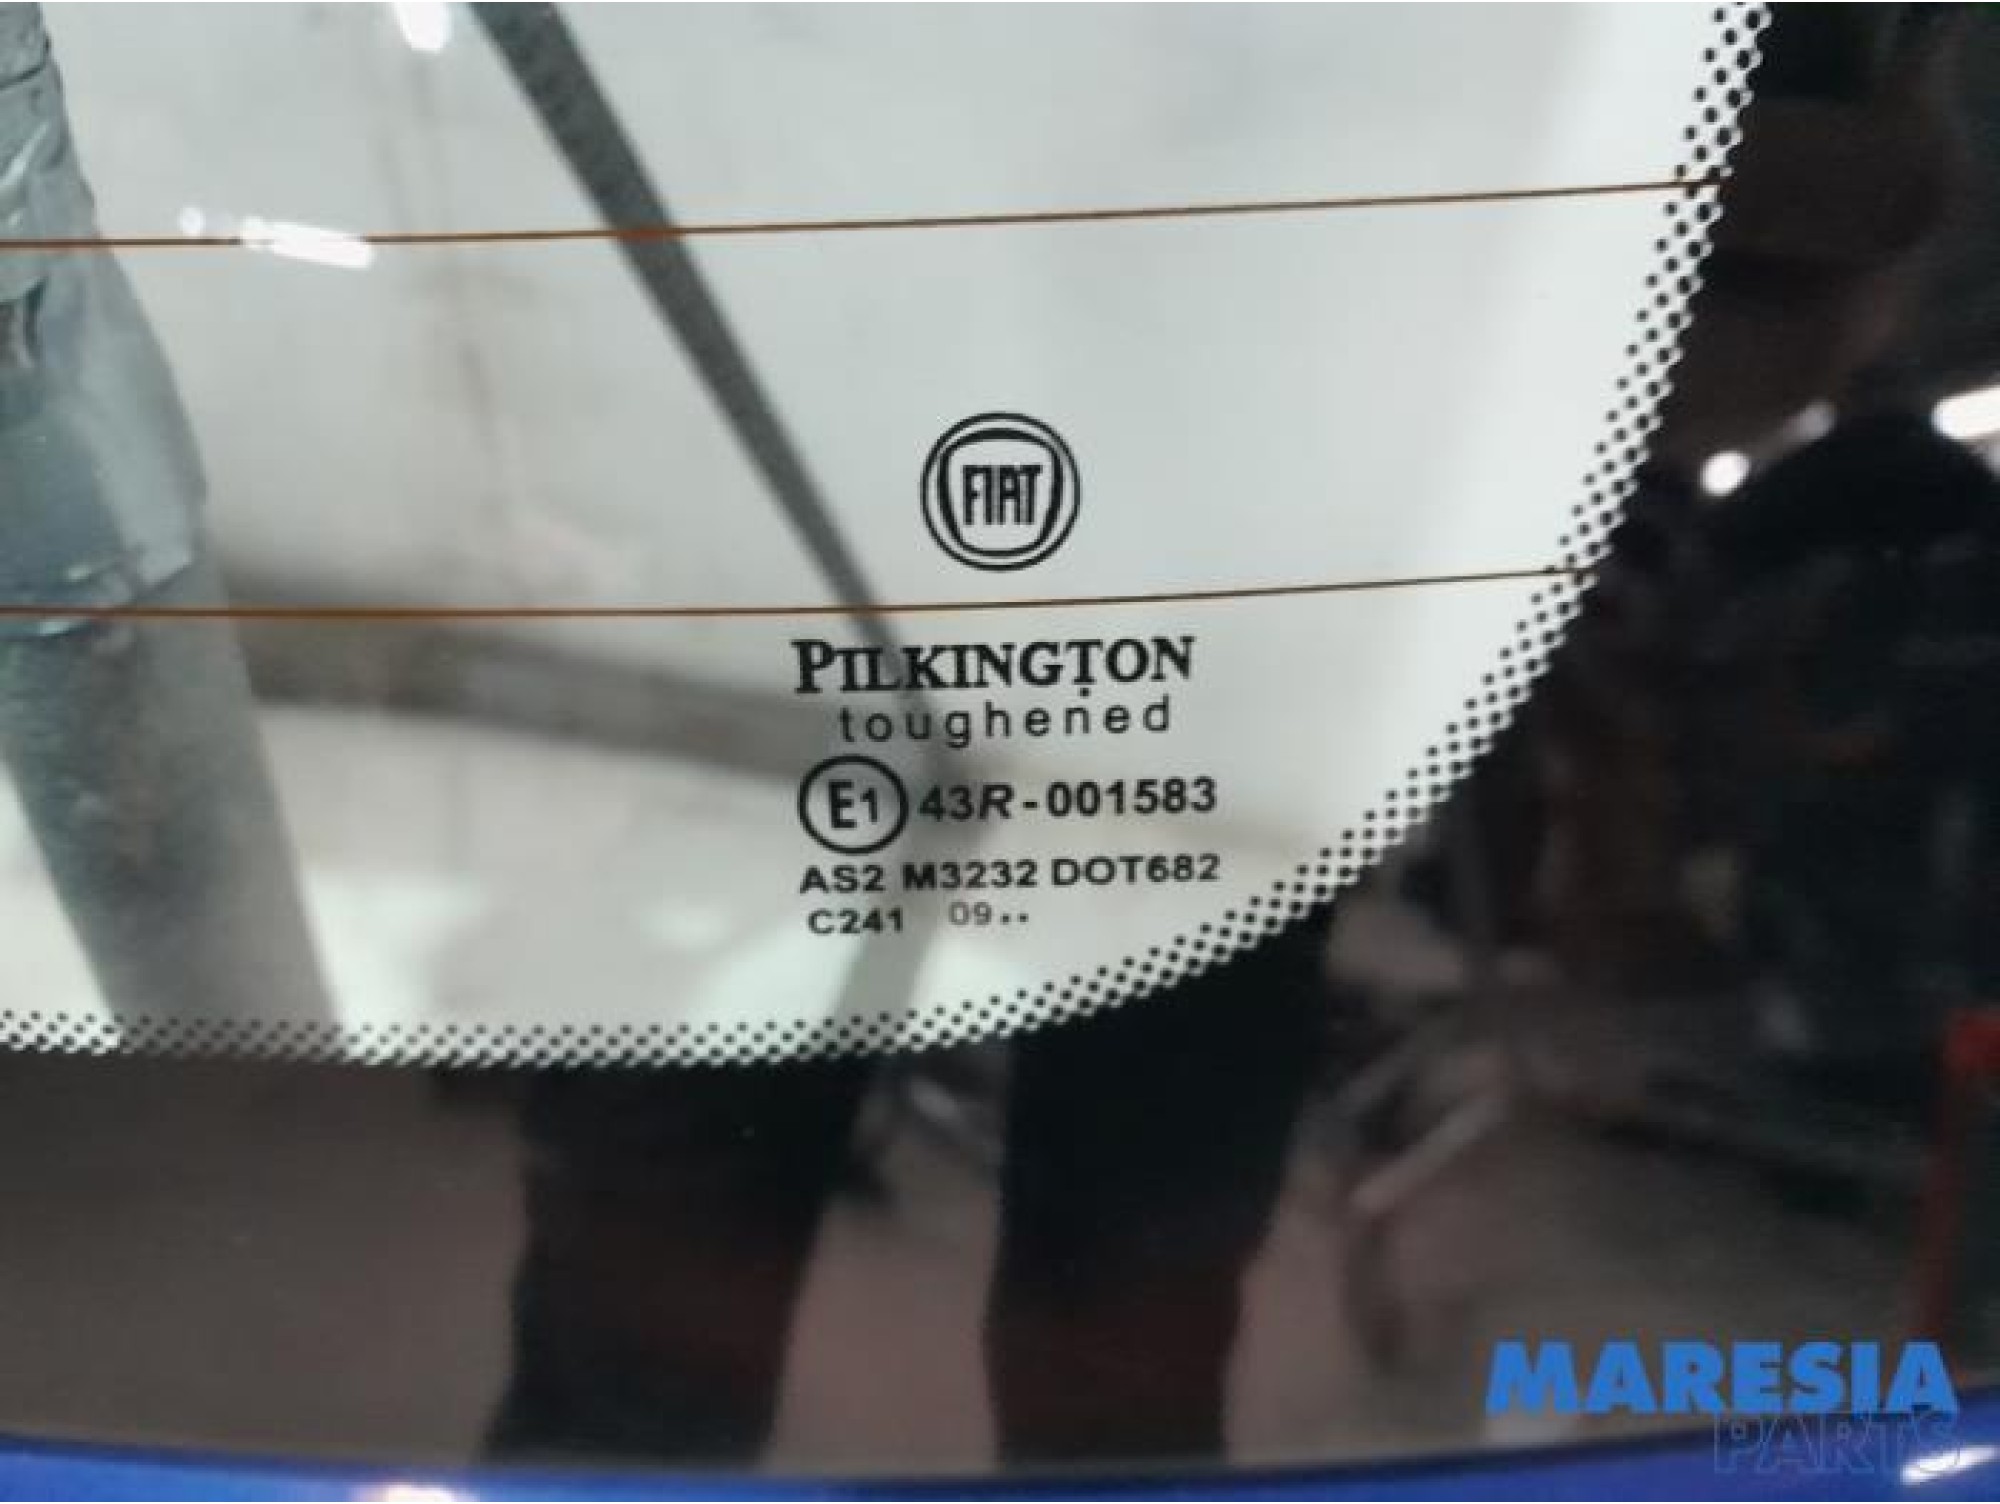 FIAT
PILKINGTON
toughened
E1 43R-001583
AS2 M3232 DOT682
C241 09..
MARESIA
PARTS